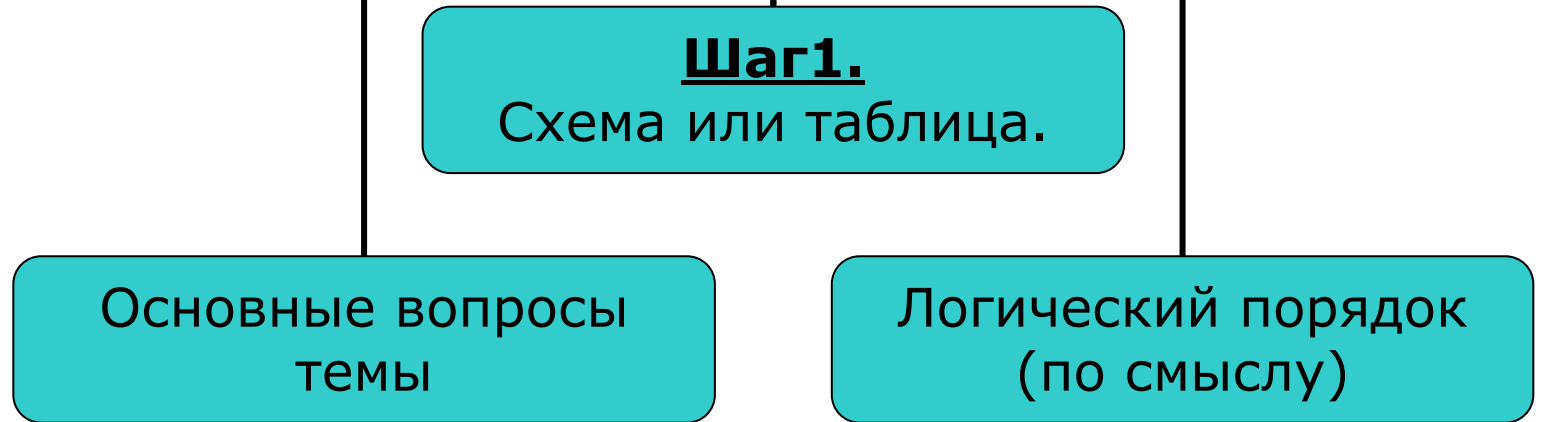 Шаг1.
Схема или таблица.
Основные вопросы
темы
Логический порядок
(по смыслу)